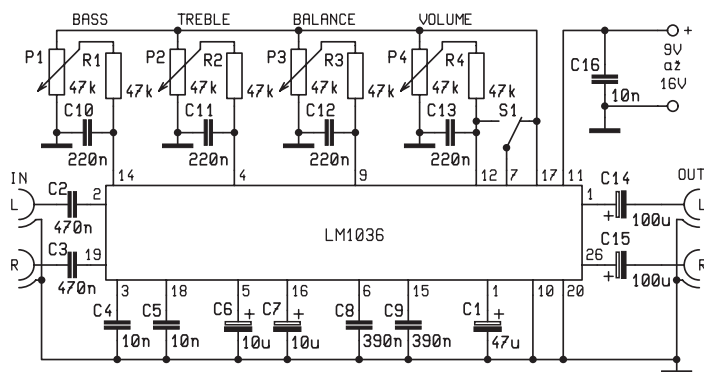 BASS TREBLE BALANCE VOLUME
P1 R1 P2 R2 P3 R3 P4 R4
47k 47k 47k 47k 47k 47k 47k 47k
C10 C11 C12 C13 S1
220n 220n 220n 220n
C16 10n
+
9V
až
16V
14 4 9 12 7 17 11
IN OUT
L C2 2 1 C14 L
470n + 100u
LM1036
R C3 19 26 C15 R
470n + 100u
3 18 5 16 6 15 1 10 20
C4 C5 C6 + C7 + C8 C9 C1 +
10n 10n 10u 10u 390n 390n 47u